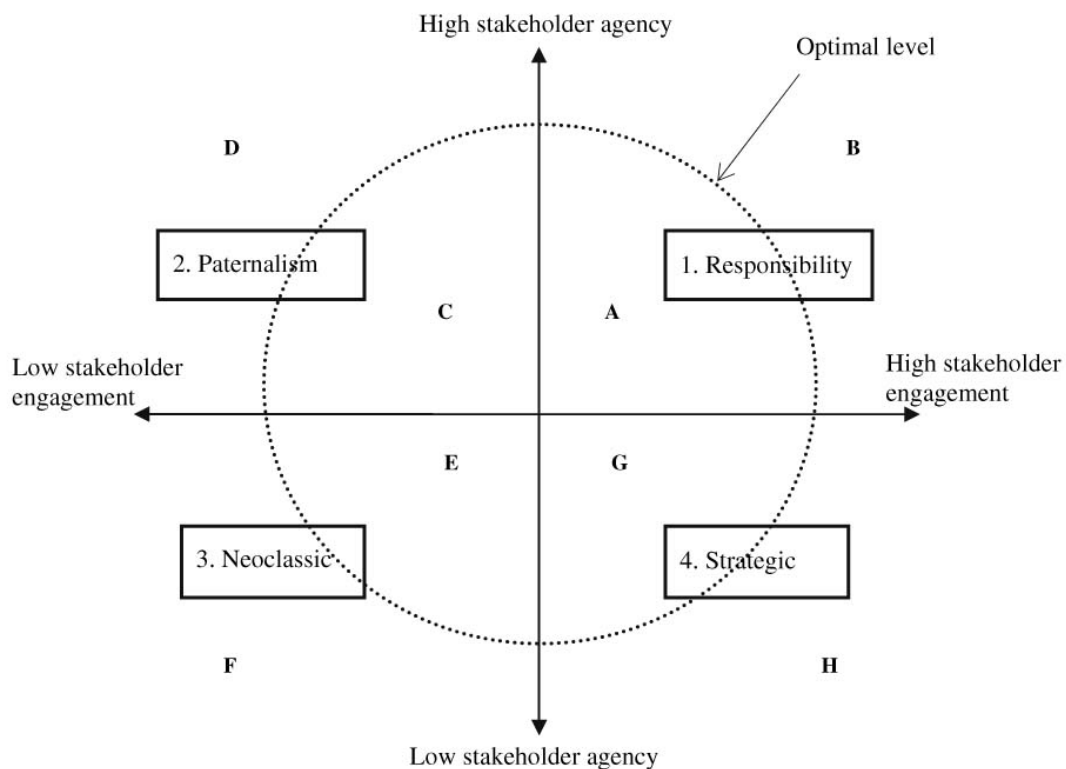 High stakeholder agency
Optimal level
D
B
2. Paternalism
1. Responsibility
C
A
Low stakeholder
engagement
High stakeholder
engagement
E
G
3. Neoclassic
4. Strategic
F
H
Low stakeholder agency